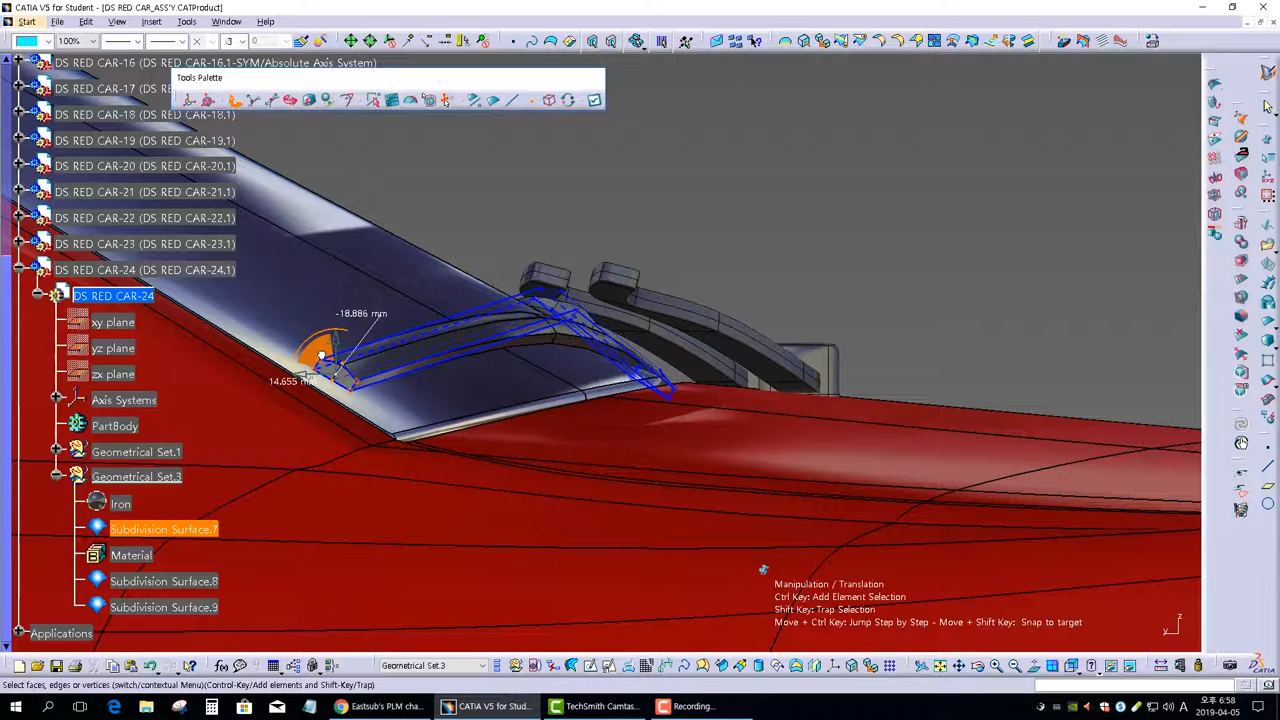 CATIA V5 for Student - [DS RED CAR_ASS'Y.CATProduct]
Start File Edit View Insert Tools Window Help
100% 3 0
DS RED CAR-16 (DS RED CAR-16.1-SYM/Absolute Axis System)
Tools Palette
DS RED CAR-17
DS RED CAR-18 (DS RED CAR-18.1)
DS RED CAR-19 (DS RED CAR-19.1)
DS RED CAR-20 (DS RED CAR-20.1)
DS RED CAR-21 (DS RED CAR-21.1)
DS RED CAR-22 (DS RED CAR-22.1)
DS RED CAR-23 (DS RED CAR-23.1)
DS RED CAR-24 (DS RED CAR-24.1)
DS RED CAR-24
xy plane
yz plane
zx plane
Axis Systems
PartBody
Geometrical Set.1
Geometrical Set.3
Iron
Subdivision Surface.7
Material
Subdivision Surface.8
Subdivision Surface.9
Applications
-18.886 mm
14.655 mm
Manipulation / Translation
Ctrl Key: Add Element Selection
Shift Key: Trap Selection
Move + Ctrl Key: Jump Step by Step - Move + Shift Key: Snap to target
z
y
Geometrical Set.3
CATIA
Select faces, edges or vertices (switch/contextual Menu)(Control-Key/Add elements and Shift-Key/Trap)
Eastsub's PLM cha...
CATIA V5 for Stud...
TechSmith Camtas...
Recording...
A
오후 6:58
2019-04-05